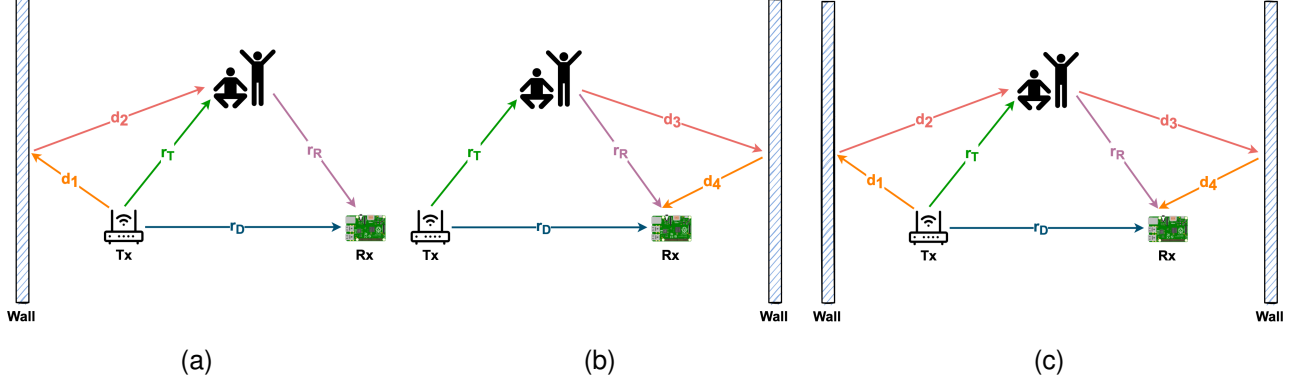 d2
d1
rT
rR
rD
Tx
Rx
Wall
(a)
rT
rR
d3
d4
rD
Tx
Rx
Wall
(b)
d2
d1
rT
rR
d3
d4
rD
Tx
Rx
Wall
Wall
(c)